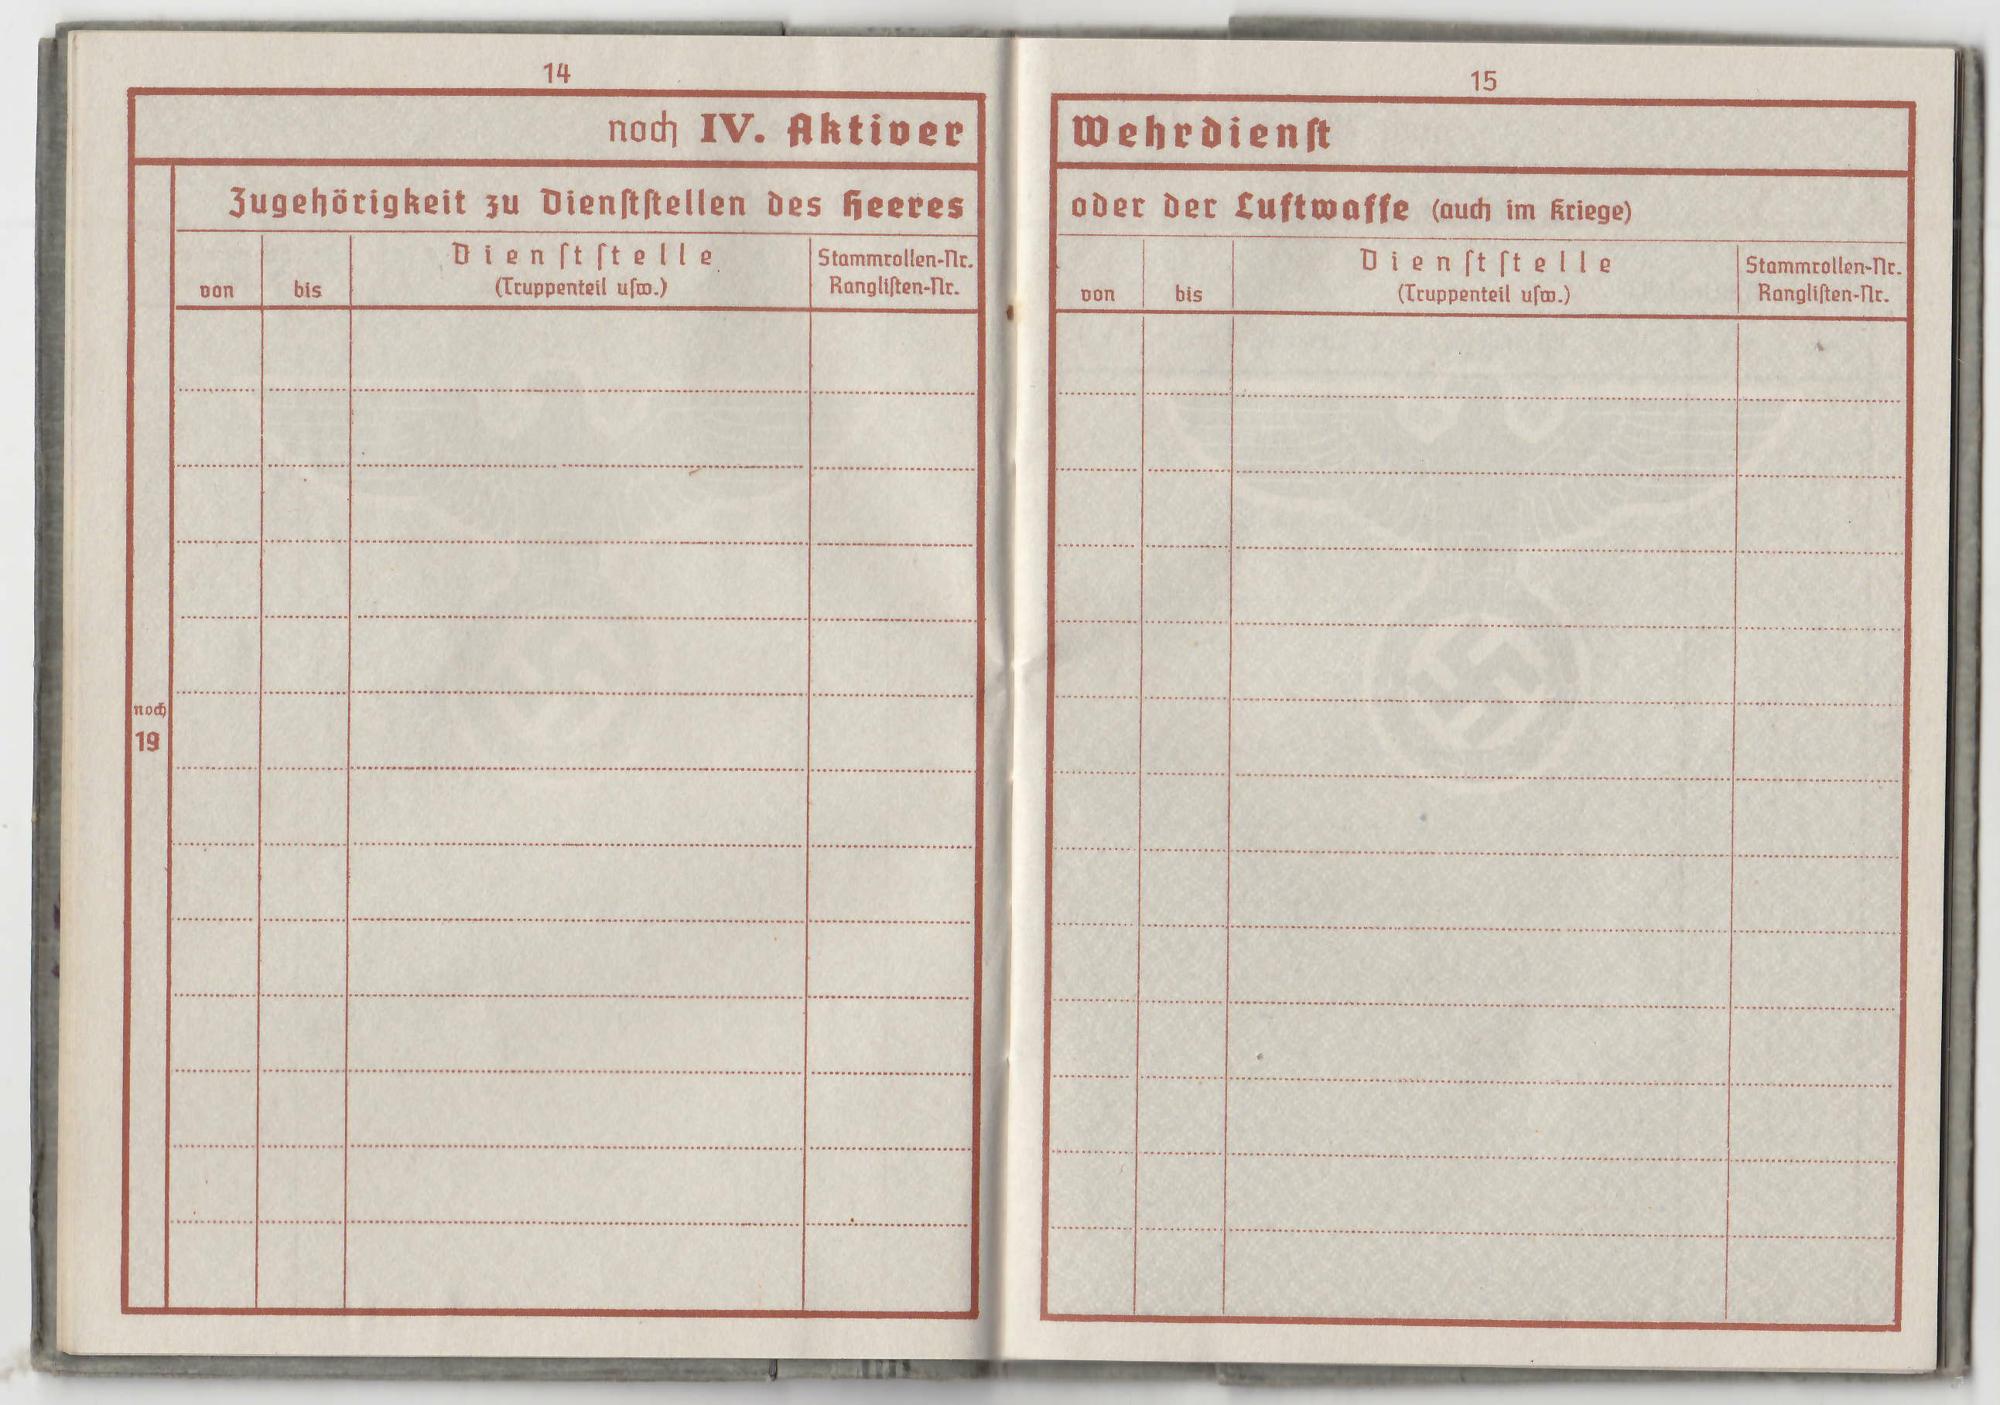 14
noch IV. Aktiver
Zugehörigkeit zu Dienſtſtellen des Heeres
von
bis
Dienſtſtelle
(Truppenteil uſw.)
Stammrollen-Nr.
Rangliſten-Nr.
noch
19
15
Wehrdienſt
oder der Luftwaffe (auch im Kriege)
von
bis
Dienſtſtelle
(Truppenteil uſw.)
Stammrollen-Nr.
Rangliſten-Nr.